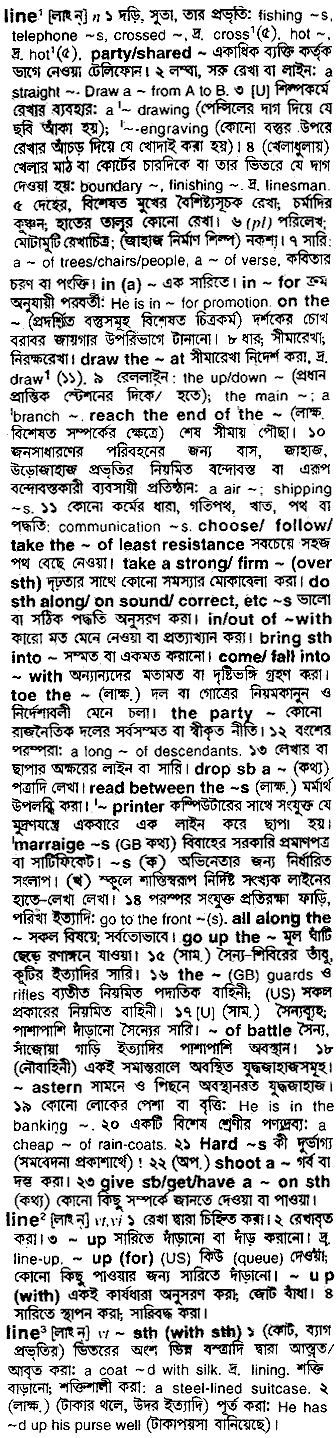 line¹ [লাইন্] n ১ দড়ি, সুতা, তার প্রভৃতি: fishing ~s,
telephone ~s, crossed ~, দ্র. cross¹(৫), hot ~,
দ্র. hot¹(৫), party/shared ~ একাধিক ব্যক্তি কর্তৃক
ভাগে নেওয়া টেলিফোন। ২ লম্বা, সরু রেখা বা লাইন: a
straight ~. Draw a ~ from A to B. ৩ [U] শিল্পকর্মে
রেখার ব্যবহার: a ˈ~ drawing (পেন্সিলের দাগ দিয়ে যে
ছবি আঁকা হয়); ˈ~-engraving (কোনো বস্তুর উপরে
রেখার আঁচড় দিয়ে যে খোদাই করা হয়)। ৪ (খেলাধুলায়)
খেলার মাঠ বা কোর্টের চারদিকে বা তার ভিতরে যে দাগ
দেওয়া হয়: boundary ~, finishing ~. দ্র. linesman.
৫ দেহের, বিশেষত মুখের বৈশিষ্ট্যসূচক রেখা; চর্মাদির
কুঞ্চন; হাতের তালুর কোনো রেখা। ৬ (pl) পরিলেখ;
মোটামুটি রেখাচিত্র; (জাহাজ নির্মাণ শিল্প) নকশা। ৭ সারি:
a ~ of trees/chairs/people, a ~ of verse, কবিতার
চরণ বা পংক্তি। in (a) ~ এক সারিতে। in ~ for ক্রম
অনুযায়ী পরবর্তী: He is in ~ for promotion. on the
~ (প্রদর্শিত বস্তুসমূহ বিশেষত চিত্রকর্ম) দর্শকের চোখ
বরাবর জায়গার উপরিভাগে টানানো। ৮ ধার; সীমারেখা;
নিরক্ষরেখা। draw the ~ at সীমারেখা নির্দেশ করা, দ্র.
draw¹ (১১). ৯ রেললাইন: the up/down ~ (প্রধান
প্রান্তিক স্টেশনের দিকে/ হতে); the main ~; a
ˈbranch ~. reach the end of the ~ (লাক্ষ.
বিশেষত সম্পর্কের ক্ষেত্রে) শেষ সীমায় পৌছা। ১০
জনসাধারণের পরিবহনের জন্য বাস, জাহাজ,
উড়োজাহাজ প্রভৃতির নিয়মিত বন্দোবস্ত বা এরূপ
বন্দোবস্তকারী ব্যবসায়ী প্রতিষ্ঠান: a air ~; shipping
~s. ১১ কোনো কর্মের ধারা, গতিপথ, খাত, পথ বা
পদ্ধতি: communication ~s. choose/ follow/
take the ~ of least resistance সবচেয়ে সহজ
পথ বেছে নেওয়া। take a strong/ firm ~ (over
sth) দৃঢ়তার সাথে কোনো সমস্যার মোকাবেলা করা। do
sth along/ on sound/ correct, etc ~s ভালো
বা সঠিক পদ্ধতি অনুসরণ করা। in/out of ~with
কারো মত মেনে নেওয়া বা প্রত্যাখ্যান করা। bring sth
into ~ সম্মত বা একমত করানো। come/ fall into
~ with অন্যান্যদের মতামত বা দৃষ্টিভঙ্গি গ্রহণ করা।
toe the ~ (লাক্ষ.) দল বা গোত্রের নিয়মকানুন ও
নির্দেশাবলী মেনে চলা। the party ~ কোনো
রাজনৈতিক দলের সর্বসম্মত বা স্বীকৃত নীতি। ১২ বংশের
পরম্পরা: a long ~ of descendants. ১৩ লেখার বা
ছাপার অক্ষরের লাইন বা সারি। drop sb a ~ (কথ্য)
পত্রাদি লেখা। read between the ~s (লাক্ষ.) মর্মার্থ
উপলব্ধি করা। ˈ~ printer কম্পিউটারের সাথে সংযুক্ত যে
মুদ্রণযন্ত্রে একবারে এক লাইন করে ছাপা হয়।
ˈmarraige ~s (GB কথ্য) বিবাহের সরকারি প্রমাণপত্র
বা সার্টিফিকেট। ~s (ক) অভিনেতার জন্য নির্ধারিত
সংলাপ। (খ) স্কুলে শাস্তিস্বরূপ নির্দিষ্ট সংখ্যক লাইনের
হাতে-লেখা লেখা। ১৪ পরস্পর সংযুক্ত প্রতিরক্ষা ফাড়ি,
পরিখা ইত্যাদি: go to the front ~(s). all along the
~ সকল বিষয়ে; সর্বতোভাবে। go up the ~ মূল ঘাঁটি
ছেড়ে রণাঙ্গনে যাওয়া। ১৫ (সাম.) সৈন্য-শিবিরের তাঁবু,
কুটির ইত্যাদির সারি। ১৬ the ~ (GB) guards ও
rifles ব্যতীত নিয়মিত পদাতিক বাহিনী; (US) সকল
প্রকারের নিয়মিত বাহিনী। ১৭ [U] (সাম.) সৈন্যব্যূহ;
পাশাপাশি দাঁড়ানো সৈন্যের সারি। ~ of battle সৈন্য,
সাঁজোয়া গাড়ি ইত্যাদির পাশাপাশি অবস্থান। ১৮
(নৌবাহিনী) একই সমান্তরালে অবস্থিত যুদ্ধজাহাজসমূহ।
~ astern সামনে ও পিছনে অবস্থানরত যুদ্ধজাহাজ।
১৯ কোনো লোকের পেশা বা বৃত্তি: He is in the
banking ~. ২০ একটি বিশেষ শ্রেণীর পণ্যদ্রব্য: a
cheap ~ of rain-coats. ২১ Hard ~s কী দুর্ভাগ্য
(সমবেদনা প্রকাশার্থে)! ২২ (অপ.) shoot a ~ গর্ব বা
দম্ভ করা। ২৩ give sb/get/have a ~ on sth
(কথ্য) কোনো কিছু সম্পর্কে জানতে দেওয়া বা পাওয়া।
line² [লাইন্] vt,vi ১ রেখা দ্বারা চিহ্নিত করা। ২ রেখাবৃত
করা। ৩ ~ up সারিতে দাঁড়ানো বা দাঁড় করানো। দ্র.
line-up. ~ up (for) (US) কিউ (queue) দেওয়া;
কোনো কিছু পাওয়ার জন্য সারিতে দাঁড়ানো। ~ up
(with) একই কার্যধারা অনুসরণ করা; জোট বাঁধা। ৪
সারিতে স্থাপন করা; সারিবদ্ধ করা।
line³ [লাইন্] vt ~ sth (with sth) ১ (কোট, ব্যাগ
প্রভৃতির) ভিতরের অংশ ভিন্ন বস্ত্রাদি দ্বারা আস্তৃত/
আবৃত করা: a coat ~d with silk. দ্র. lining. শক্তি
বাড়ানো; শক্তিশালী করা: a steel-lined suitcase. ২
(লাক্ষ.) (টাকার থলে, উদর ইত্যাদি) পূর্ত করা: He has
~d up his purse well (টাকাপয়সা বানিয়েছে)।